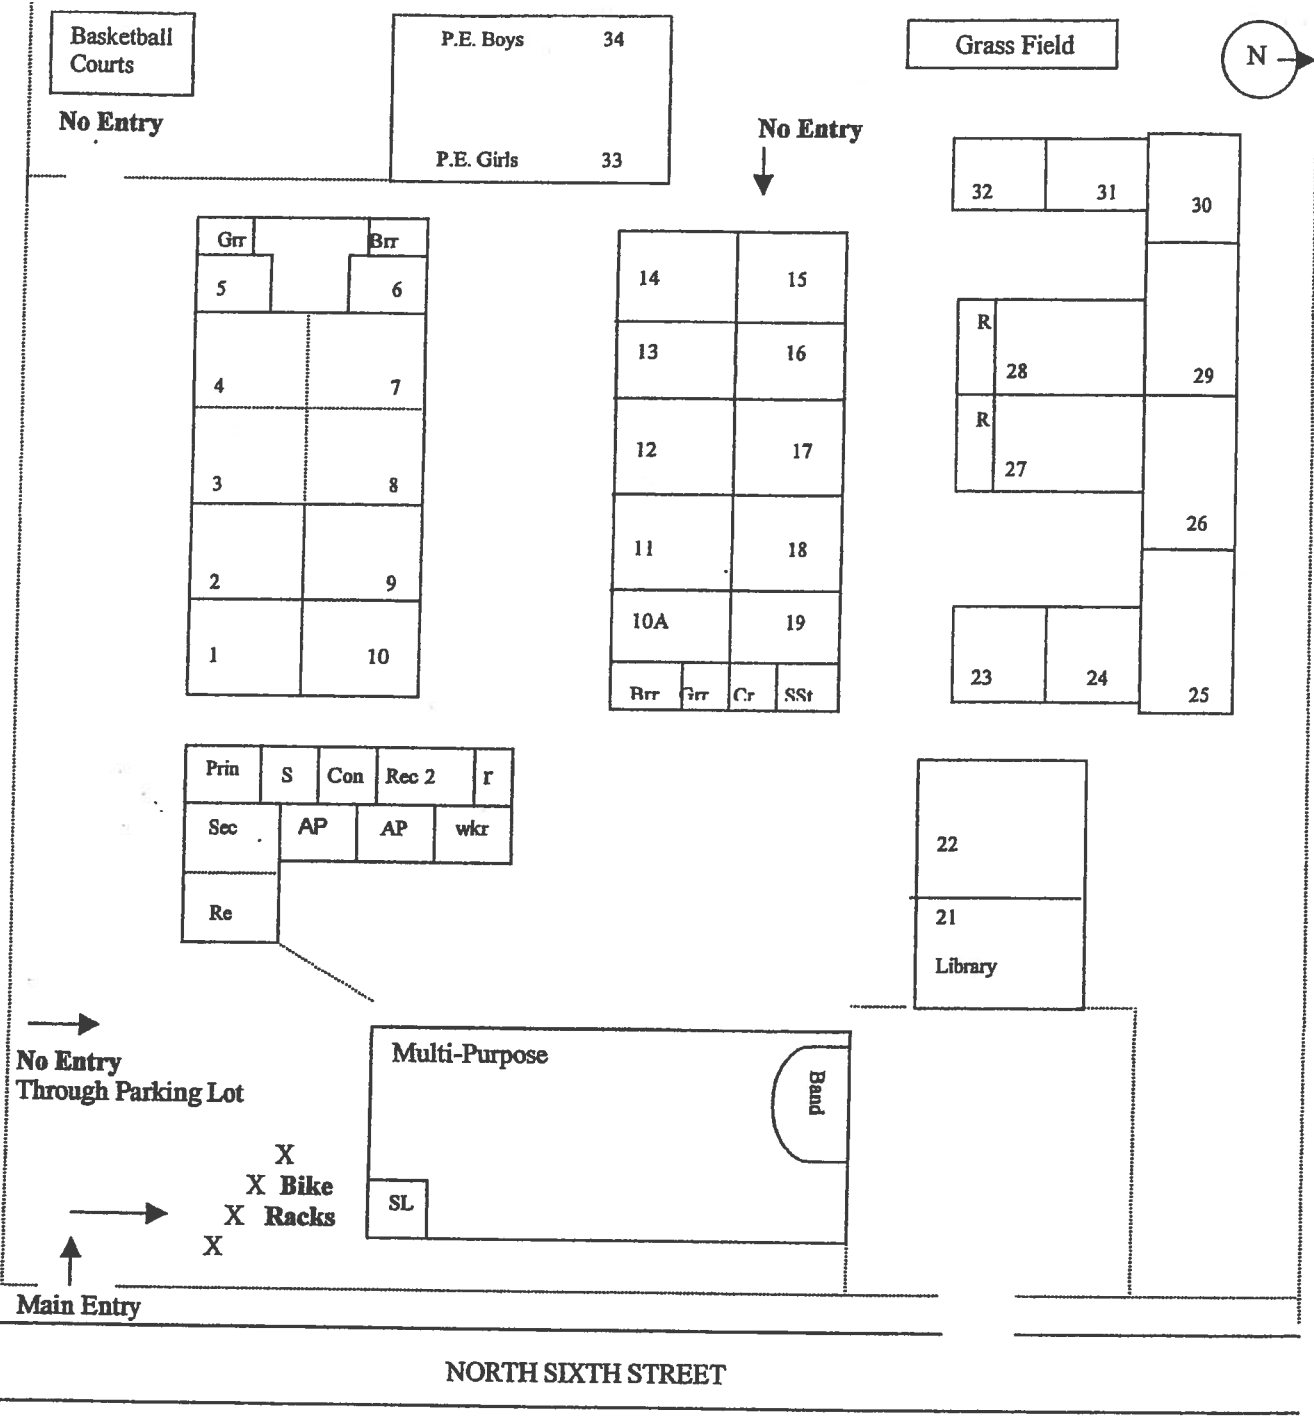 Basketball
Courts
No Entry
P.E. Boys 34
P.E. Girls 33
Grass Field
N
No Entry
Grr
Brr
5
6
4
7
3
8
2
9
1
10
14
15
13
16
12
17
11
18
10A
19
Brr
Grr
Cr
SSt
32
31
30
R
28
29
R
27
26
23
24
25
Prin
S
Con
Rec 2
r
Sec
AP
AP
wkr
Re
22
21
Library
No Entry
Through Parking Lot
Multi-Purpose
Band
SL
X
X Bike
X Racks
X
Main Entry
NORTH SIXTH STREET